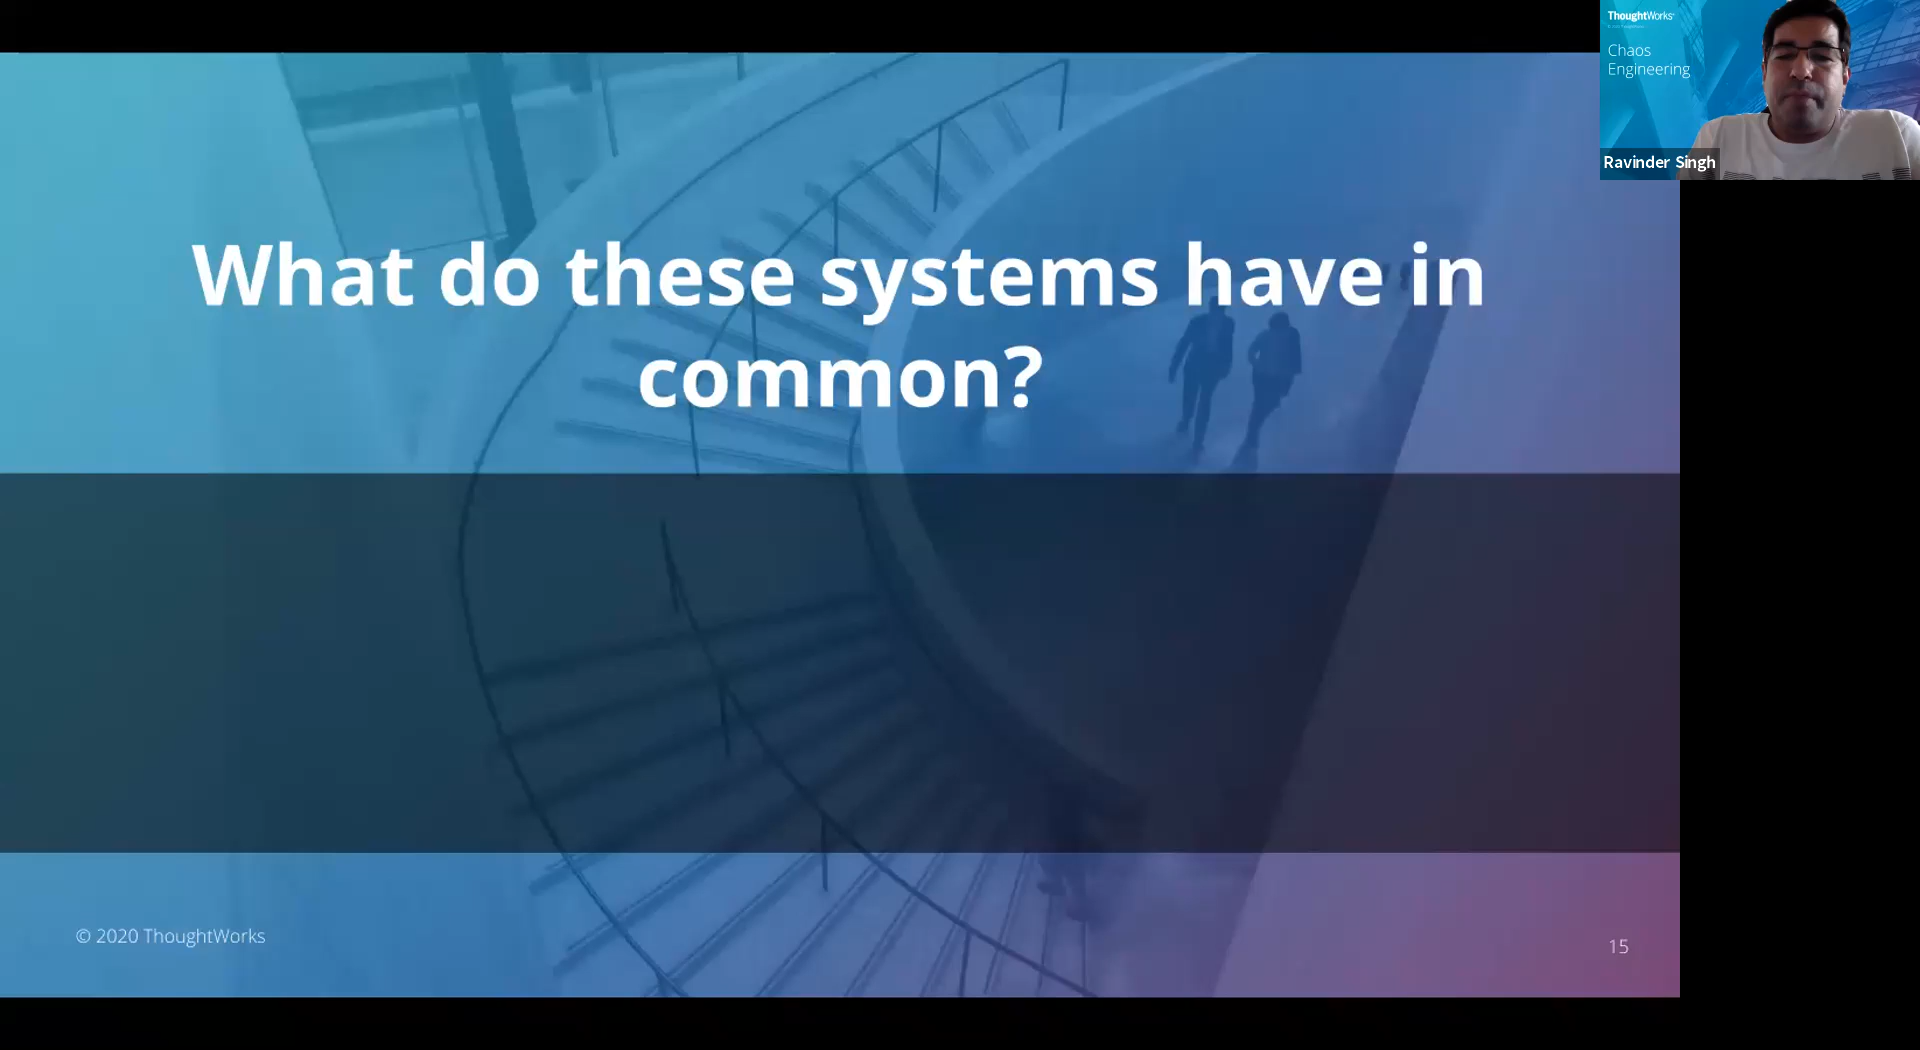 What do these systems have in
common?
© 2020 ThoughtWorks
15
ThoughtWorks
Chaos
Engineering
Ravinder Singh